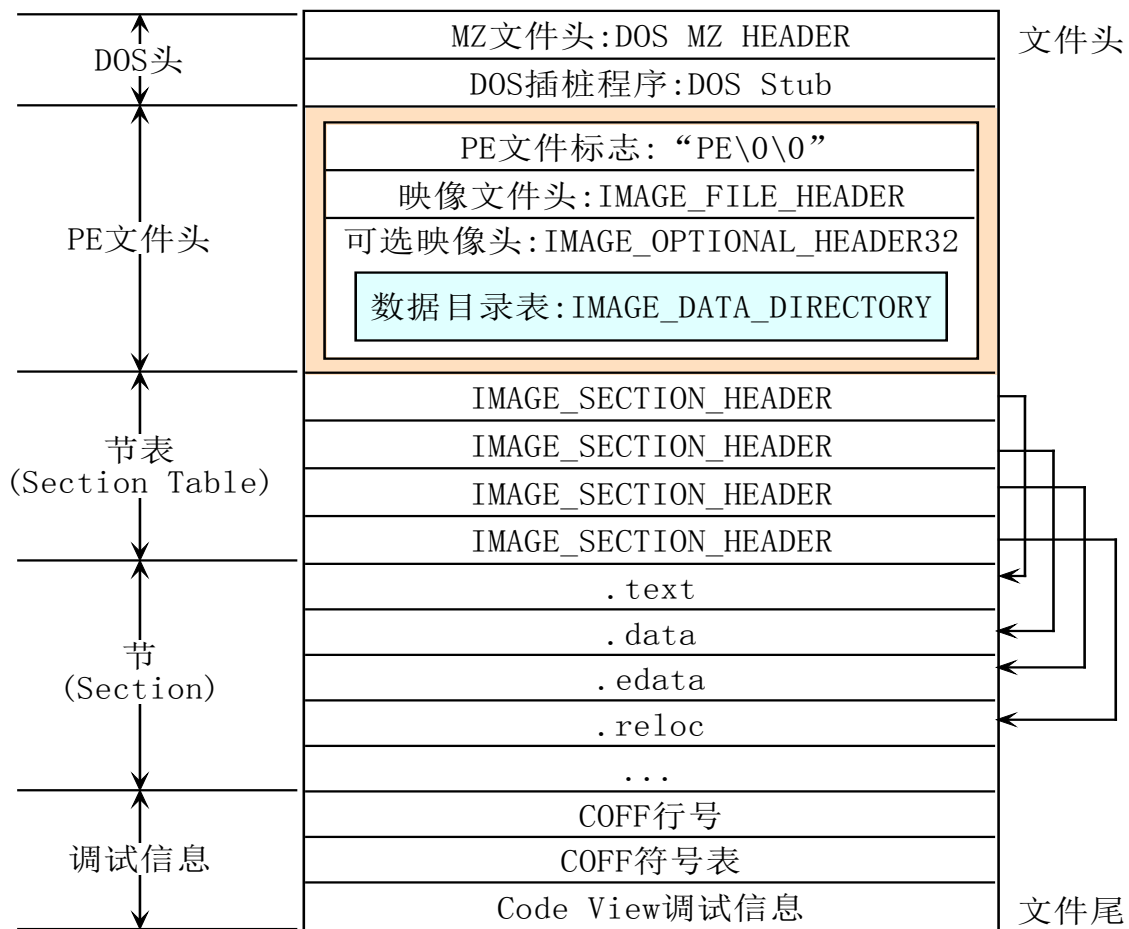 DOS头
MZ文件头:DOS MZ HEADER
文件头
DOS插桩程序:DOS Stub
PE文件头
PE文件标志:“PE\0\0”
映像文件头:IMAGE_FILE_HEADER
可选映像头:IMAGE_OPTIONAL_HEADER32
数据目录表:IMAGE_DATA_DIRECTORY
节表
(Section Table)
IMAGE_SECTION_HEADER
IMAGE_SECTION_HEADER
IMAGE_SECTION_HEADER
IMAGE_SECTION_HEADER
节
(Section)
.text
.data
.edata
.reloc
...
调试信息
COFF行号
COFF符号表
Code View调试信息
文件尾